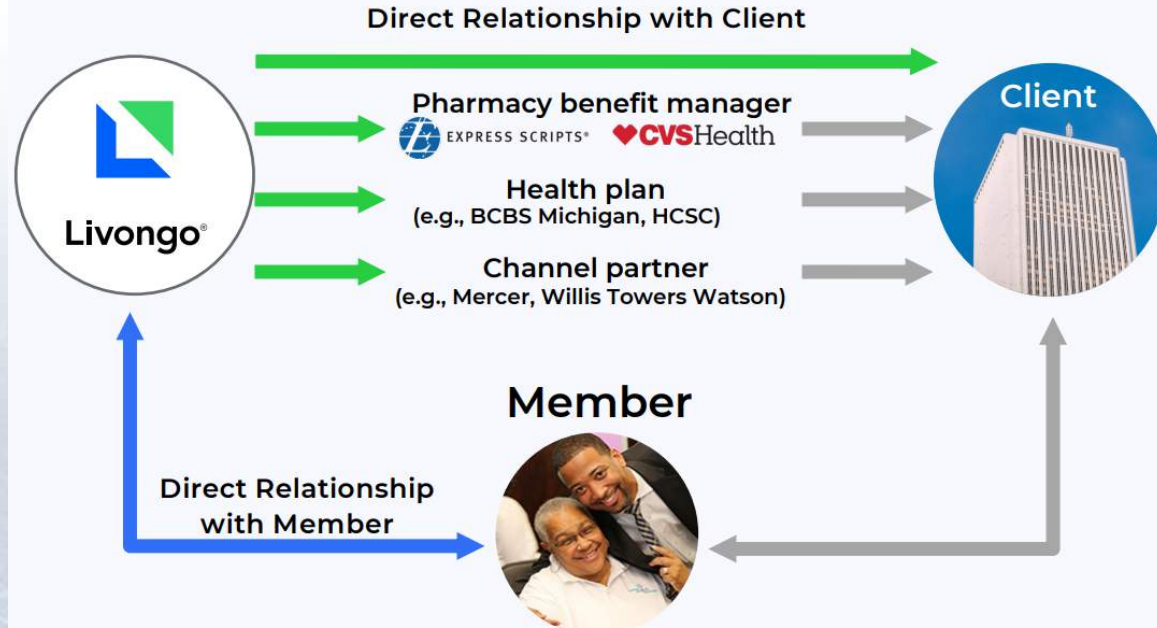 Direct Relationship with Client
Pharmacy benefit manager
EXPRESS SCRIPTS® CVSHealth
Client
Health plan
(e.g., BCBS Michigan, HCSC)
Livongo®
Channel partner
(e.g., Mercer, Willis Towers Watson)
Member
Direct Relationship
with Member